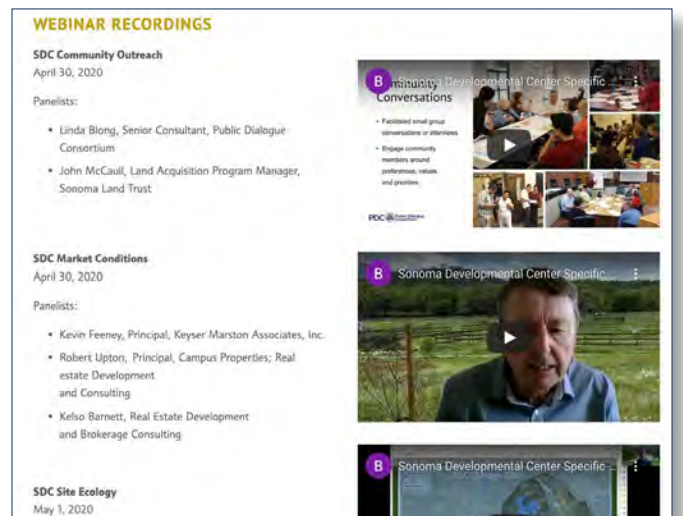 WEBINAR RECORDINGS
SDC Community Outreach
April 30, 2020
Panelists:
• Linda Blong, Senior Consultant, Public Dialogue
Consortium
• John McCaull, Land Acquisition Program Manager,
Sonoma Land Trust
B Sonoma Developmental Center Specific ...
Community
Conversations
• Facilitated small group
conversations or interviews
• Engage community
members around
preferences, values
and priorities
PDC
SDC Market Conditions
April 30, 2020
Panelists:
• Kevin Feeney, Principal, Keyser Marston Associates, Inc.
• Robert Upton, Principal, Campus Properties; Real
estate Development
and Consulting
• Kelso Barnett, Real Estate Development
and Brokerage Consulting
B Sonoma Developmental Center Specific ...
SDC Site Ecology
May 1, 2020
B Sonoma Developmental Center Specific ...